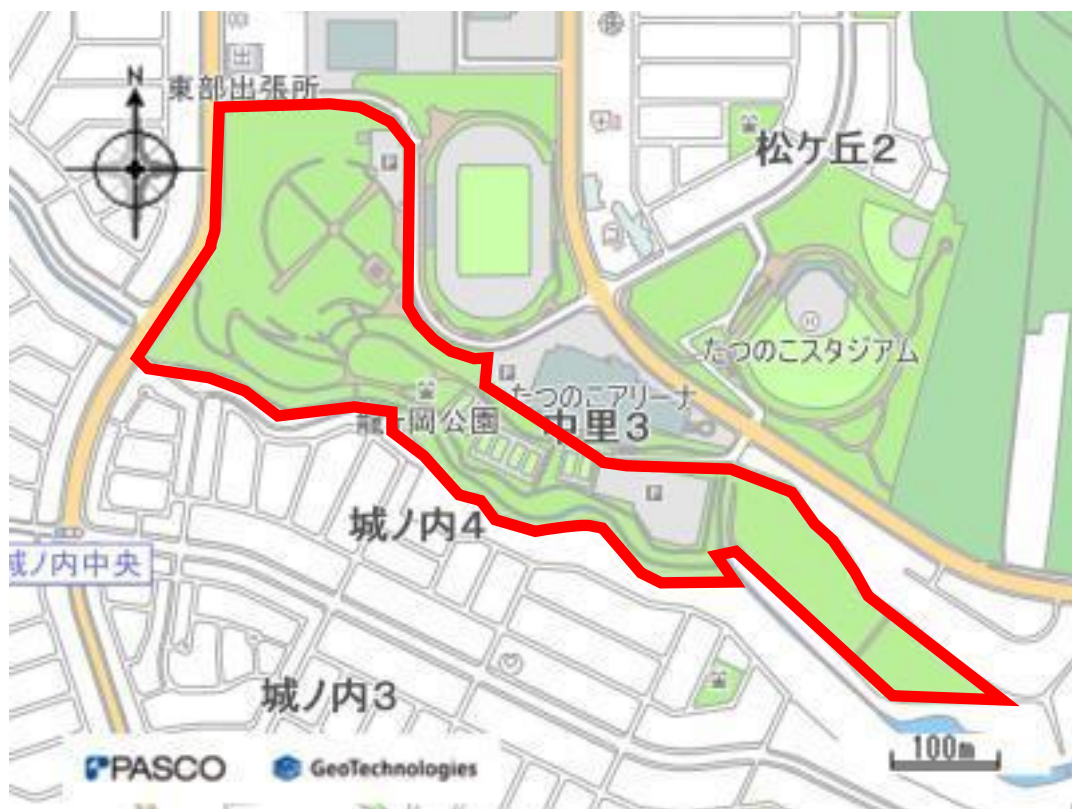 出
東部出張所
N
松ケ丘2
P
たつのこスタジアム
P
たつのこアリーナ
中里3
岡公園
P
城ノ内4
城ノ内中央
城ノ内3
100m
PASCO
GeoTechnologies